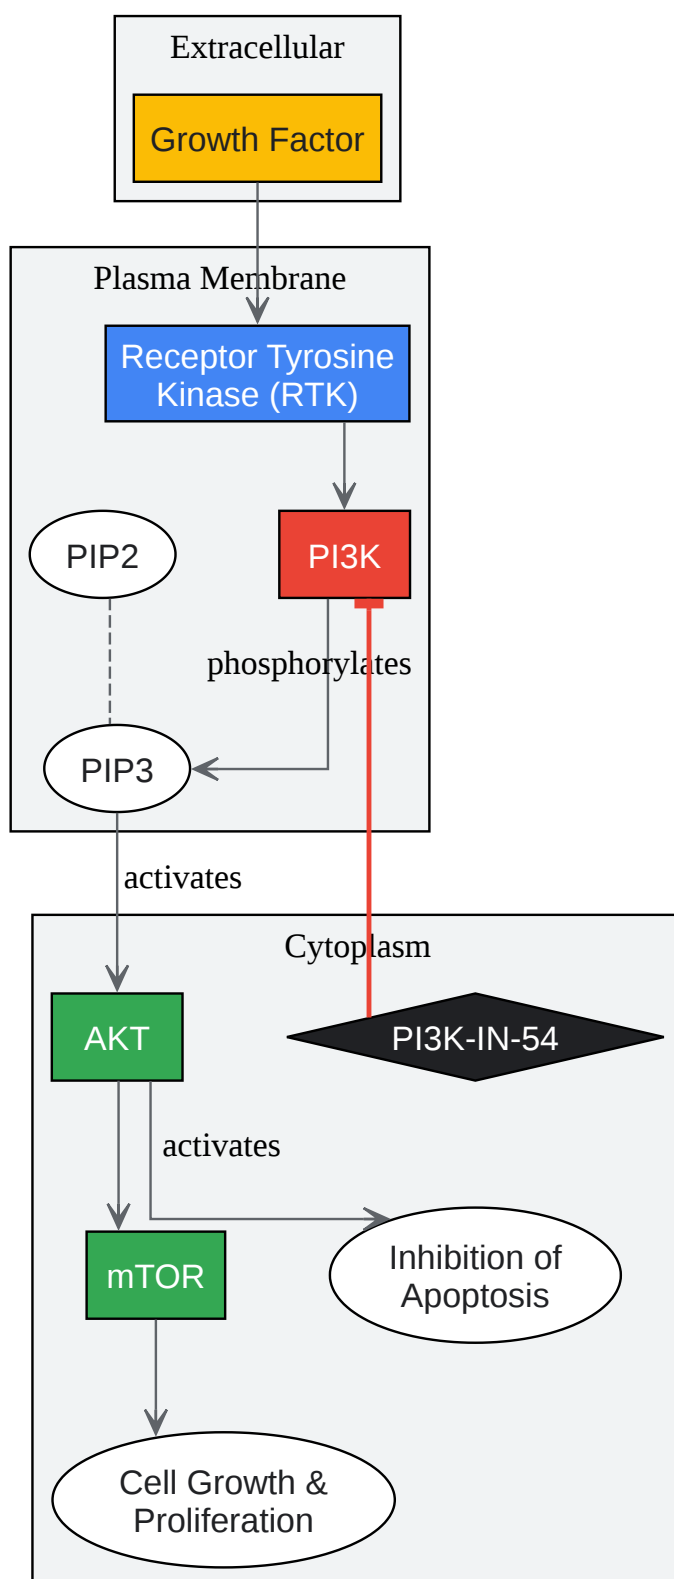 Extracellular
Growth Factor
Plasma Membrane
Receptor Tyrosine
Kinase (RTK)
PIP2
PI3K
phosphorylates
PIP3
activates
Cytoplasm
AKT
PI3K-IN-54
activates
mTOR
Inhibition of
Apoptosis
Cell Growth &
Proliferation